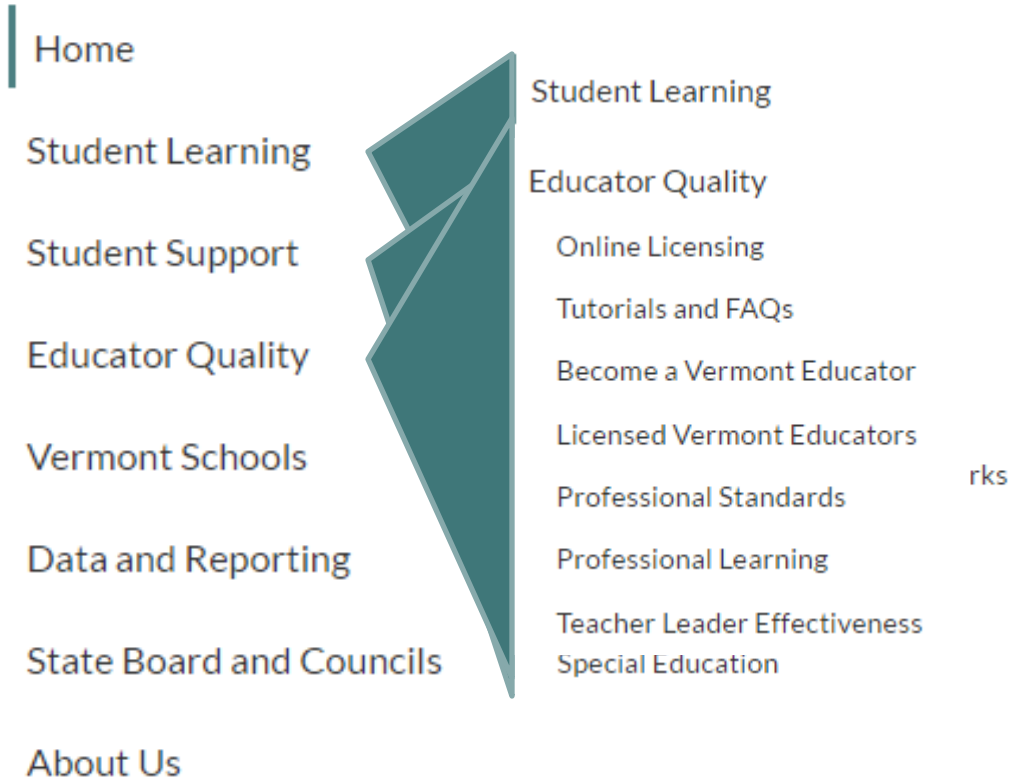 Home
Student Learning
Student Support
Educator Quality
Vermont Schools
Data and Reporting
State Board and Councils
About Us
Student Learning
Educator Quality
Online Licensing
Tutorials and FAQs
Become a Vermont Educator
Licensed Vermont Educators
rks
Professional Standards
Professional Learning
Teacher Leader Effectiveness
Special Education